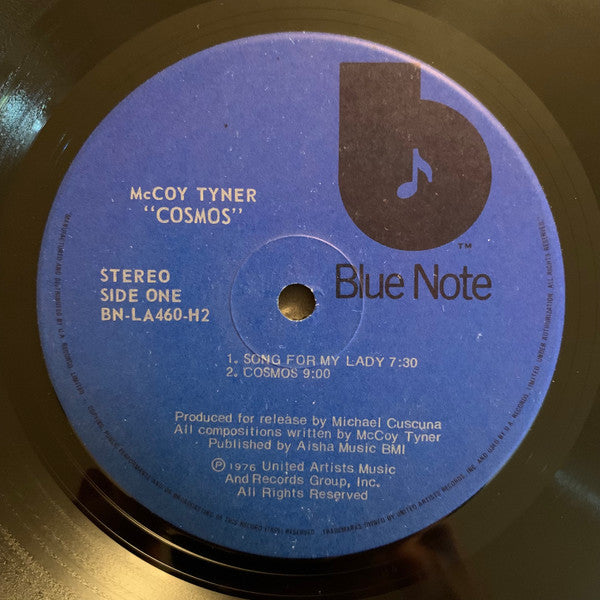 McCOY TYNER
"COSMOS"
STEREO
SIDE ONE
BN-LA460-H2
TM
Blue Note
1. SONG FOR MY LADY 7:30
2. COSMOS 9:00
Produced for release by Michael Cuscuna
All compositions written by McCoy Tyner
Published by Aisha Music BMI
℗ 1976 United Artists Music
And Records Group, Inc.
All Rights Reserved